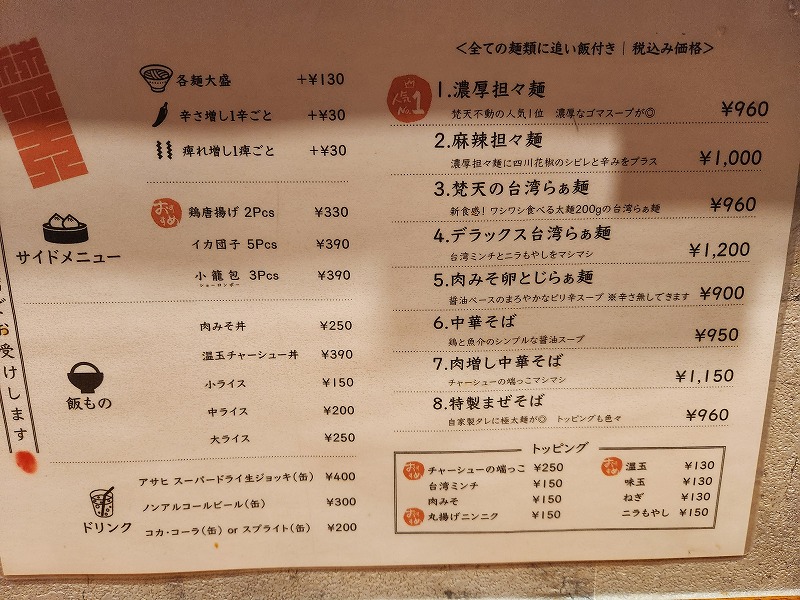 各麺大盛 +¥130
辛さ増し1辛ごと +¥30
痺れ増し1痺ごと +¥30
サイドメニュー
おすすめ 鶏唐揚げ 2Pcs ¥330
イカ団子 5Pcs ¥390
小籠包 3Pcs ¥390
ショーロンポー
飯もの
肉みそ丼 ¥250
温玉チャーシュー丼 ¥390
小ライス ¥150
中ライス ¥200
大ライス ¥250
ドリンク
アサヒ スーパードライ生ジョッキ(缶) ¥400
ノンアルコールビール(缶) ¥300
コカ・コーラ(缶) or スプライト(缶) ¥200
お受けします
<全ての麺類に追い飯付き | 税込み価格>
人気No.1
1.濃厚担々麺 ¥960
梵天不動の人気1位 濃厚なゴマスープが◎
2.麻辣担々麺 ¥1,000
濃厚担々麺に四川花椒のシビレと辛みをプラス
3.梵天の台湾らぁ麺 ¥960
新食感! ワシワシ食べる太麺200gの台湾らぁ麺
4.デラックス台湾らぁ麺 ¥1,200
台湾ミンチとニラもやしをマシマシ
5.肉みそ卵とじらぁ麺 ¥900
醤油ベースのまろやかなピリ辛スープ ※辛さ無しできます
6.中華そば ¥950
鶏と魚介のシンプルな醤油スープ
7.肉増し中華そば ¥1,150
チャーシューの端っこマシマシ
8.特製まぜそば ¥960
自家製タレに極太麺が◎ トッピングも色々
トッピング
おすすめ チャーシューの端っこ ¥250
台湾ミンチ ¥150
肉みそ ¥150
おすすめ 丸揚げニンニク ¥150
おすすめ 温玉 ¥130
味玉 ¥130
ねぎ ¥130
ニラもやし ¥150